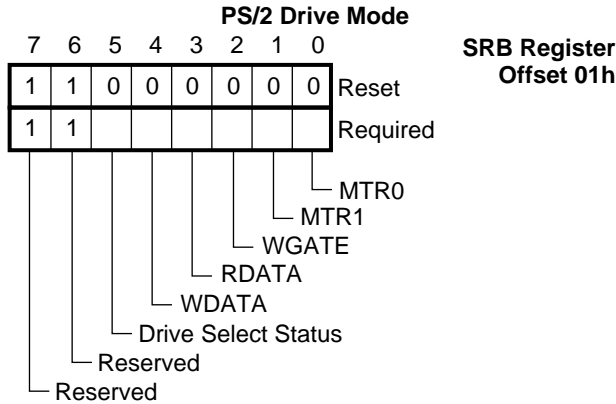 PS/2 Drive Mode
7 6 5 4 3 2 1 0
SRB Register
Offset 01h
1 1 0 0 0 0 0 0 Reset
1 1 Required
MTR0
MTR1
WGATE
RDATA
WDATA
Drive Select Status
Reserved
Reserved